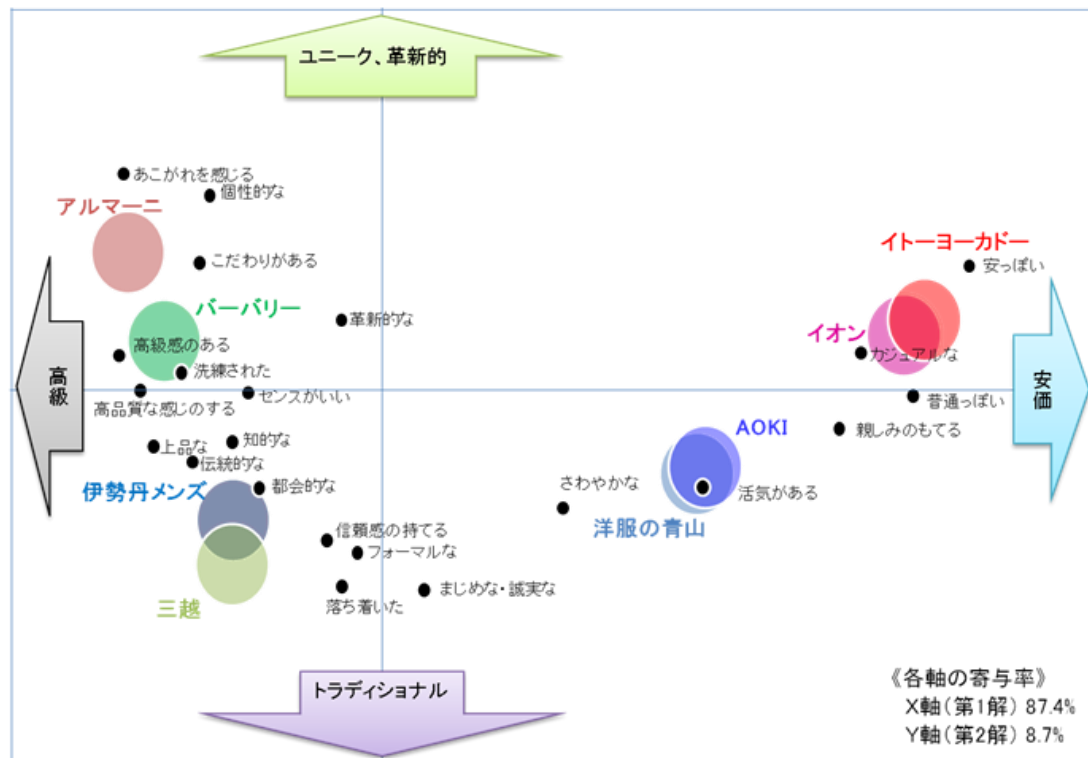 ユニーク、革新的
あこがれを感じる
個性的な
アルマーニ
イトーヨーカドー
こだわりがある
安っぽい
バーバリー
革新的な
イオン
高級感のある
カジュアルな
洗練された
高級
安価
センスがいい
普通っぽい
高品質な感じのする
AOKI
親しみのもてる
知的な
上品な
伝統的な
伊勢丹メンズ
都会的な
さわやかな
活気がある
洋服の青山
信頼感の持てる
フォーマルな
まじめな・誠実な
落ち着いた
三越
トラディショナル
《各軸の寄与率》
X軸(第1解) 87.4%
Y軸(第2解) 8.7%